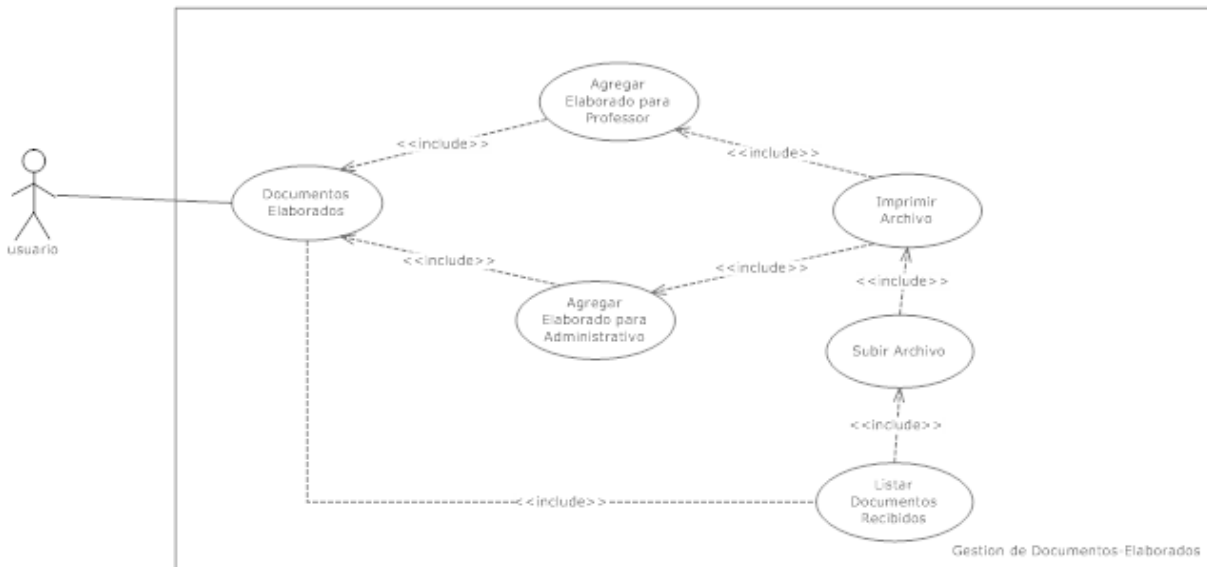 Agregar
Elaborado para
Professor
<<include>>
<<include>>
Documentos
Elaborados
Imprimir
Archivo
usuario
<<include>>
<<include>>
<<include>>
Agregar
Elaborado para
Administrativo
Subir Archivo
<<include>>
Listar
Documentos
Recibidos
<<include>>
Gestion de Documentos-Elaborados